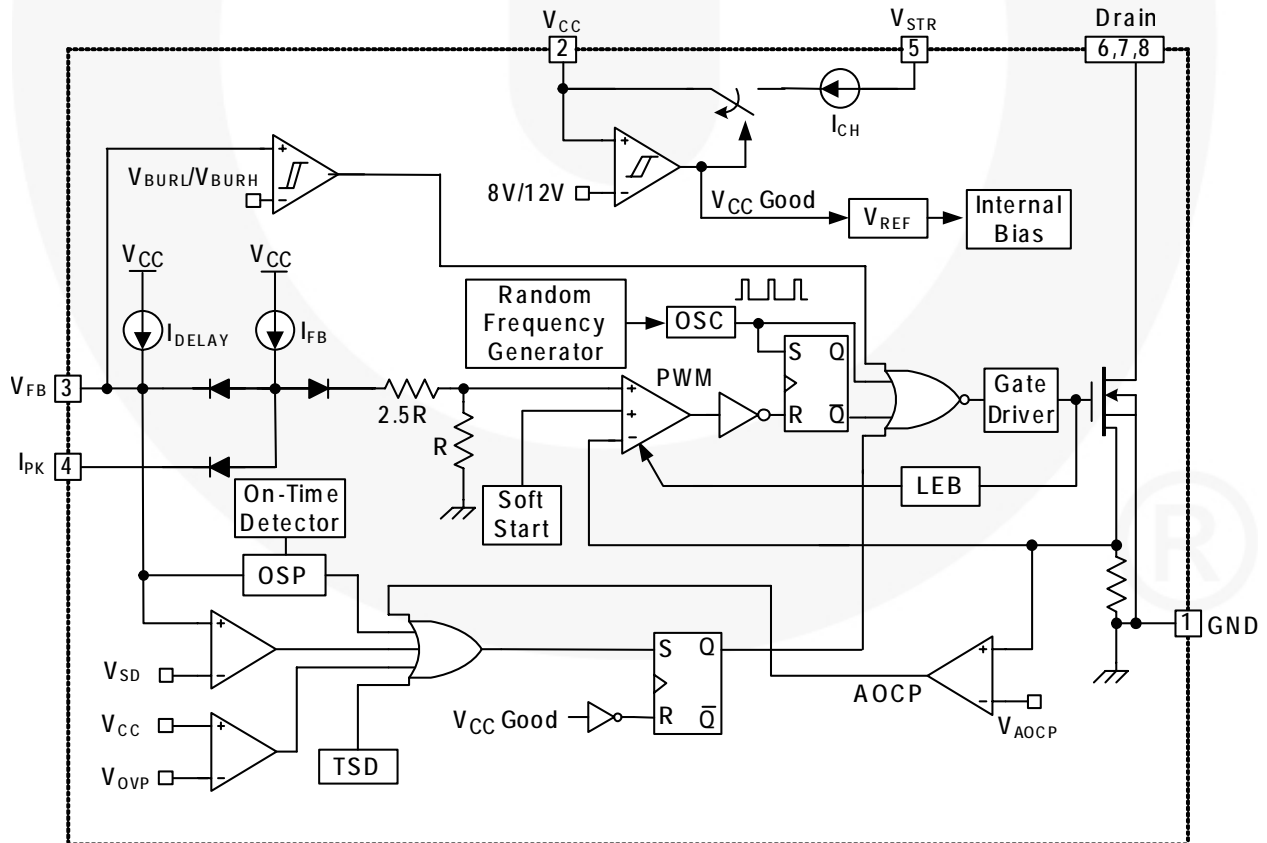 VCC
VSTR
Drain
2
5
6,7,8
ICH
+
-
VBURL/VBURH
+
-
8V/12V
VCC Good
VREF
Internal
Bias
VCC
VCC
Random
Frequency
Generator
OSC
IDELAY
IFB
S Q
R Q̅
VFB 3
2.5R
R
PWM
+
+
-
Gate
Driver
IPK 4
LEB
Soft
Start
On-Time
Detector
OSP
®
1 GND
+
-
VSD
S Q
R Q̅
AOCP
+
-
VAOCP
VCC Good
VCC
+
-
VOVP
TSD